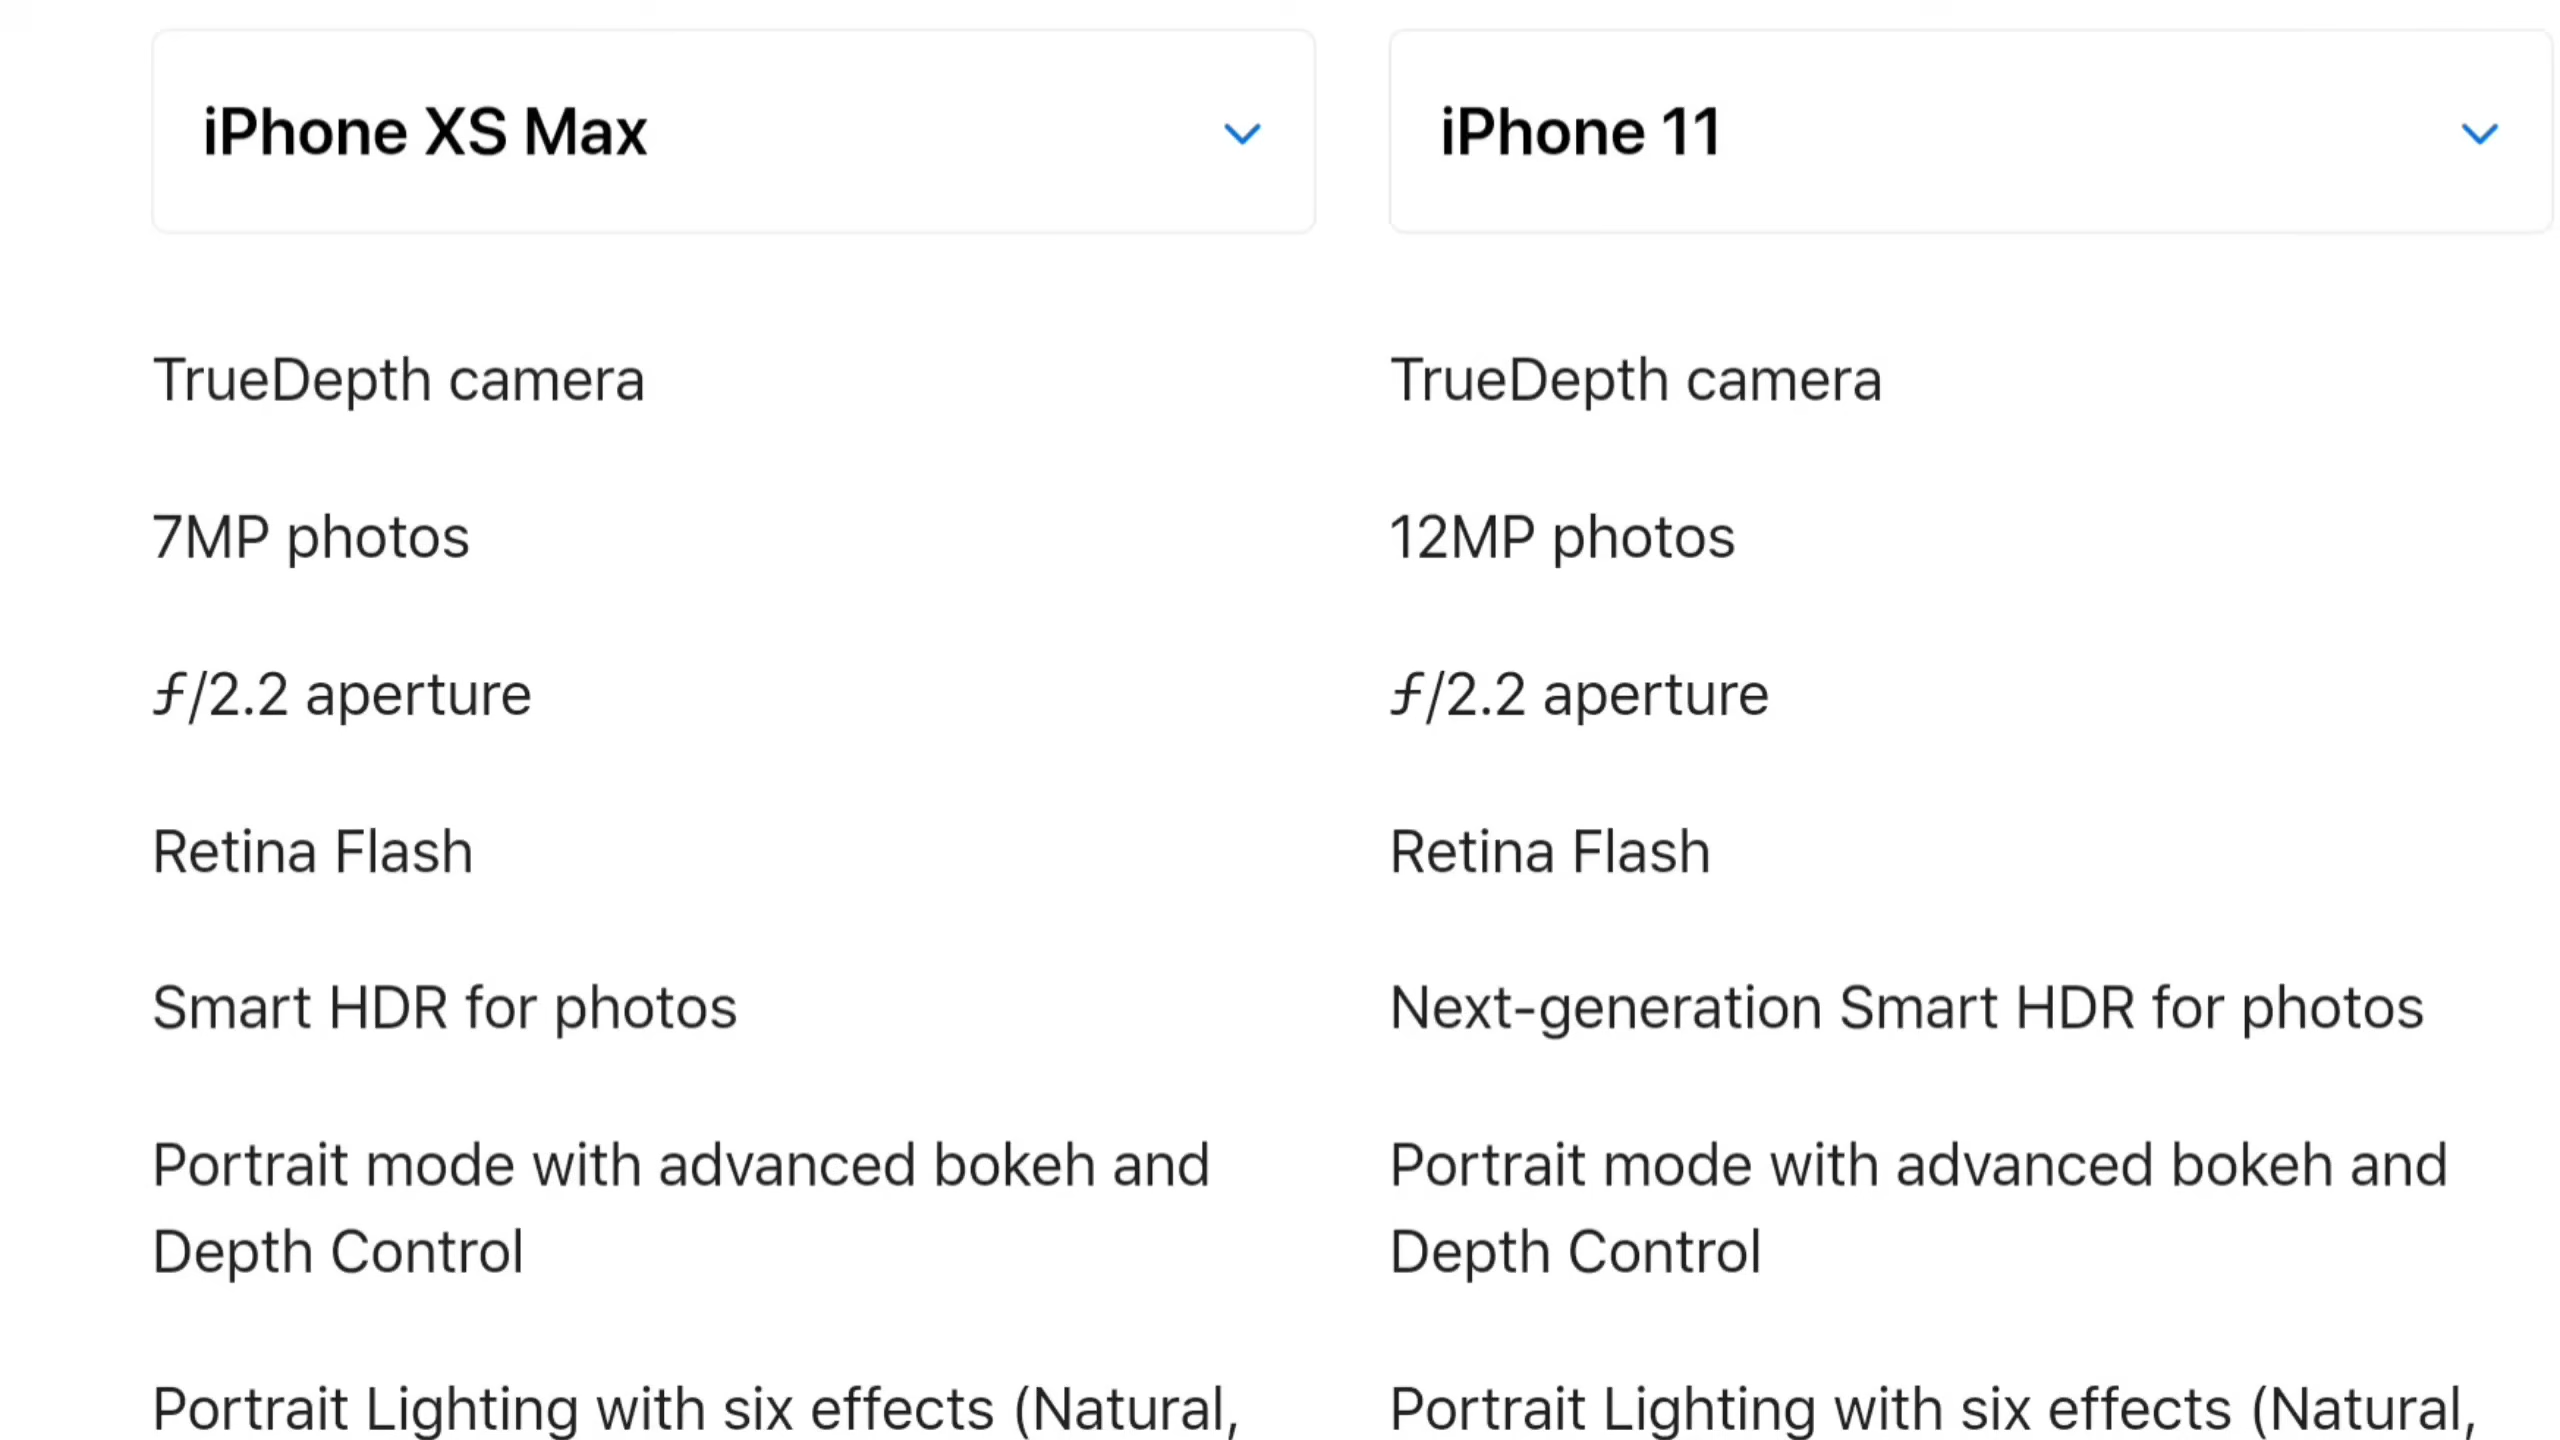 iPhone XS Max
iPhone 11
TrueDepth camera
TrueDepth camera
7MP photos
12MP photos
ƒ/2.2 aperture
ƒ/2.2 aperture
Retina Flash
Retina Flash
Smart HDR for photos
Next-generation Smart HDR for photos
Portrait mode with advanced bokeh and
Depth Control
Portrait mode with advanced bokeh and
Depth Control
Portrait Lighting with six effects (Natural,
Portrait Lighting with six effects (Natural,